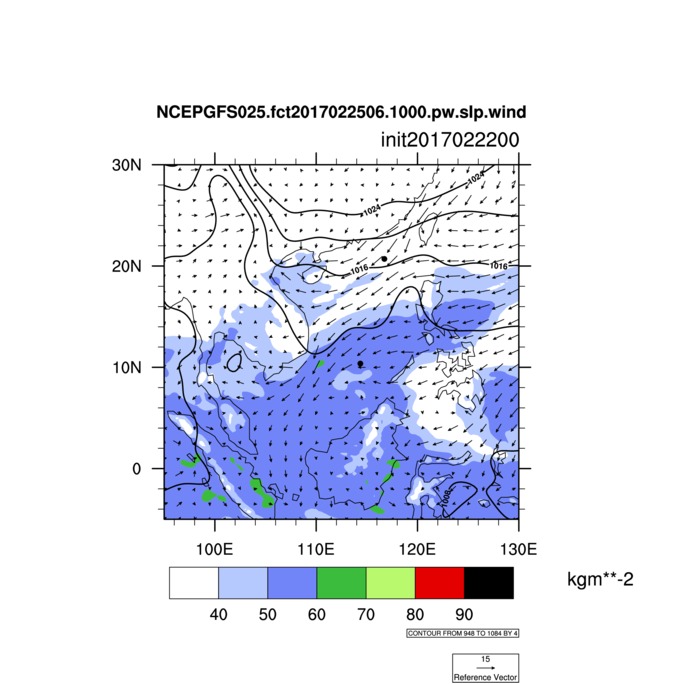 NCEPGFS025.fct2017022506.1000.pw.slp.wind
init2017022200
30N
1024
1024
20N
1016
1016
10N
0
1008
100E 110E 120E 130E
kgm**-2
40 50 60 70 80 90
CONTOUR FROM 948 TO 1084 BY 4
15
Reference Vector